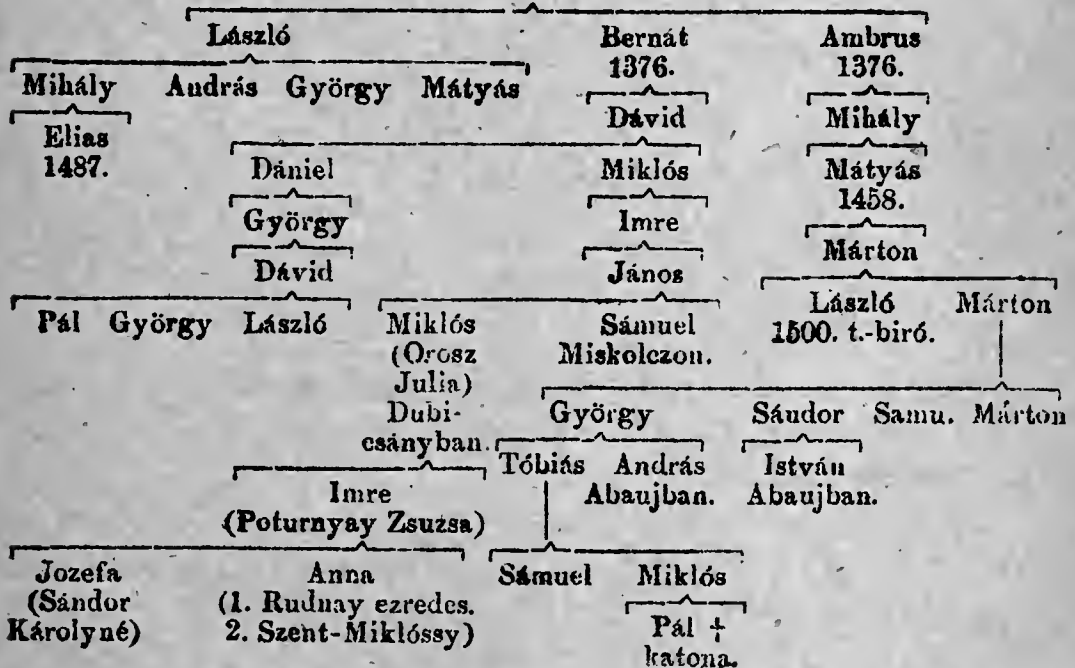 László Bernát Ambrus
1376. 1376.
Mihály András György Mátyás
Dávid Mihály
Elias
1487.
Dániel Miklós Mátyás
1458.
György Imre
Márton
Dávid János
László Márton
1500. t.-biró.
Pál György László Miklós Sámuel
(Orosz Miskolczon.
Julia)
Dubi-
csányban.
György Sándor Samu. Márton
Tóbiás András István
Abaujban. Abaujban.
Imre
(Poturnyay Zsuzsa)
Jozefa Anna Sámuel Miklós
(Sándor (1. Rudnay ezredes.
Károlyné) 2. Szent-Miklóssy)
Pál †
katona.